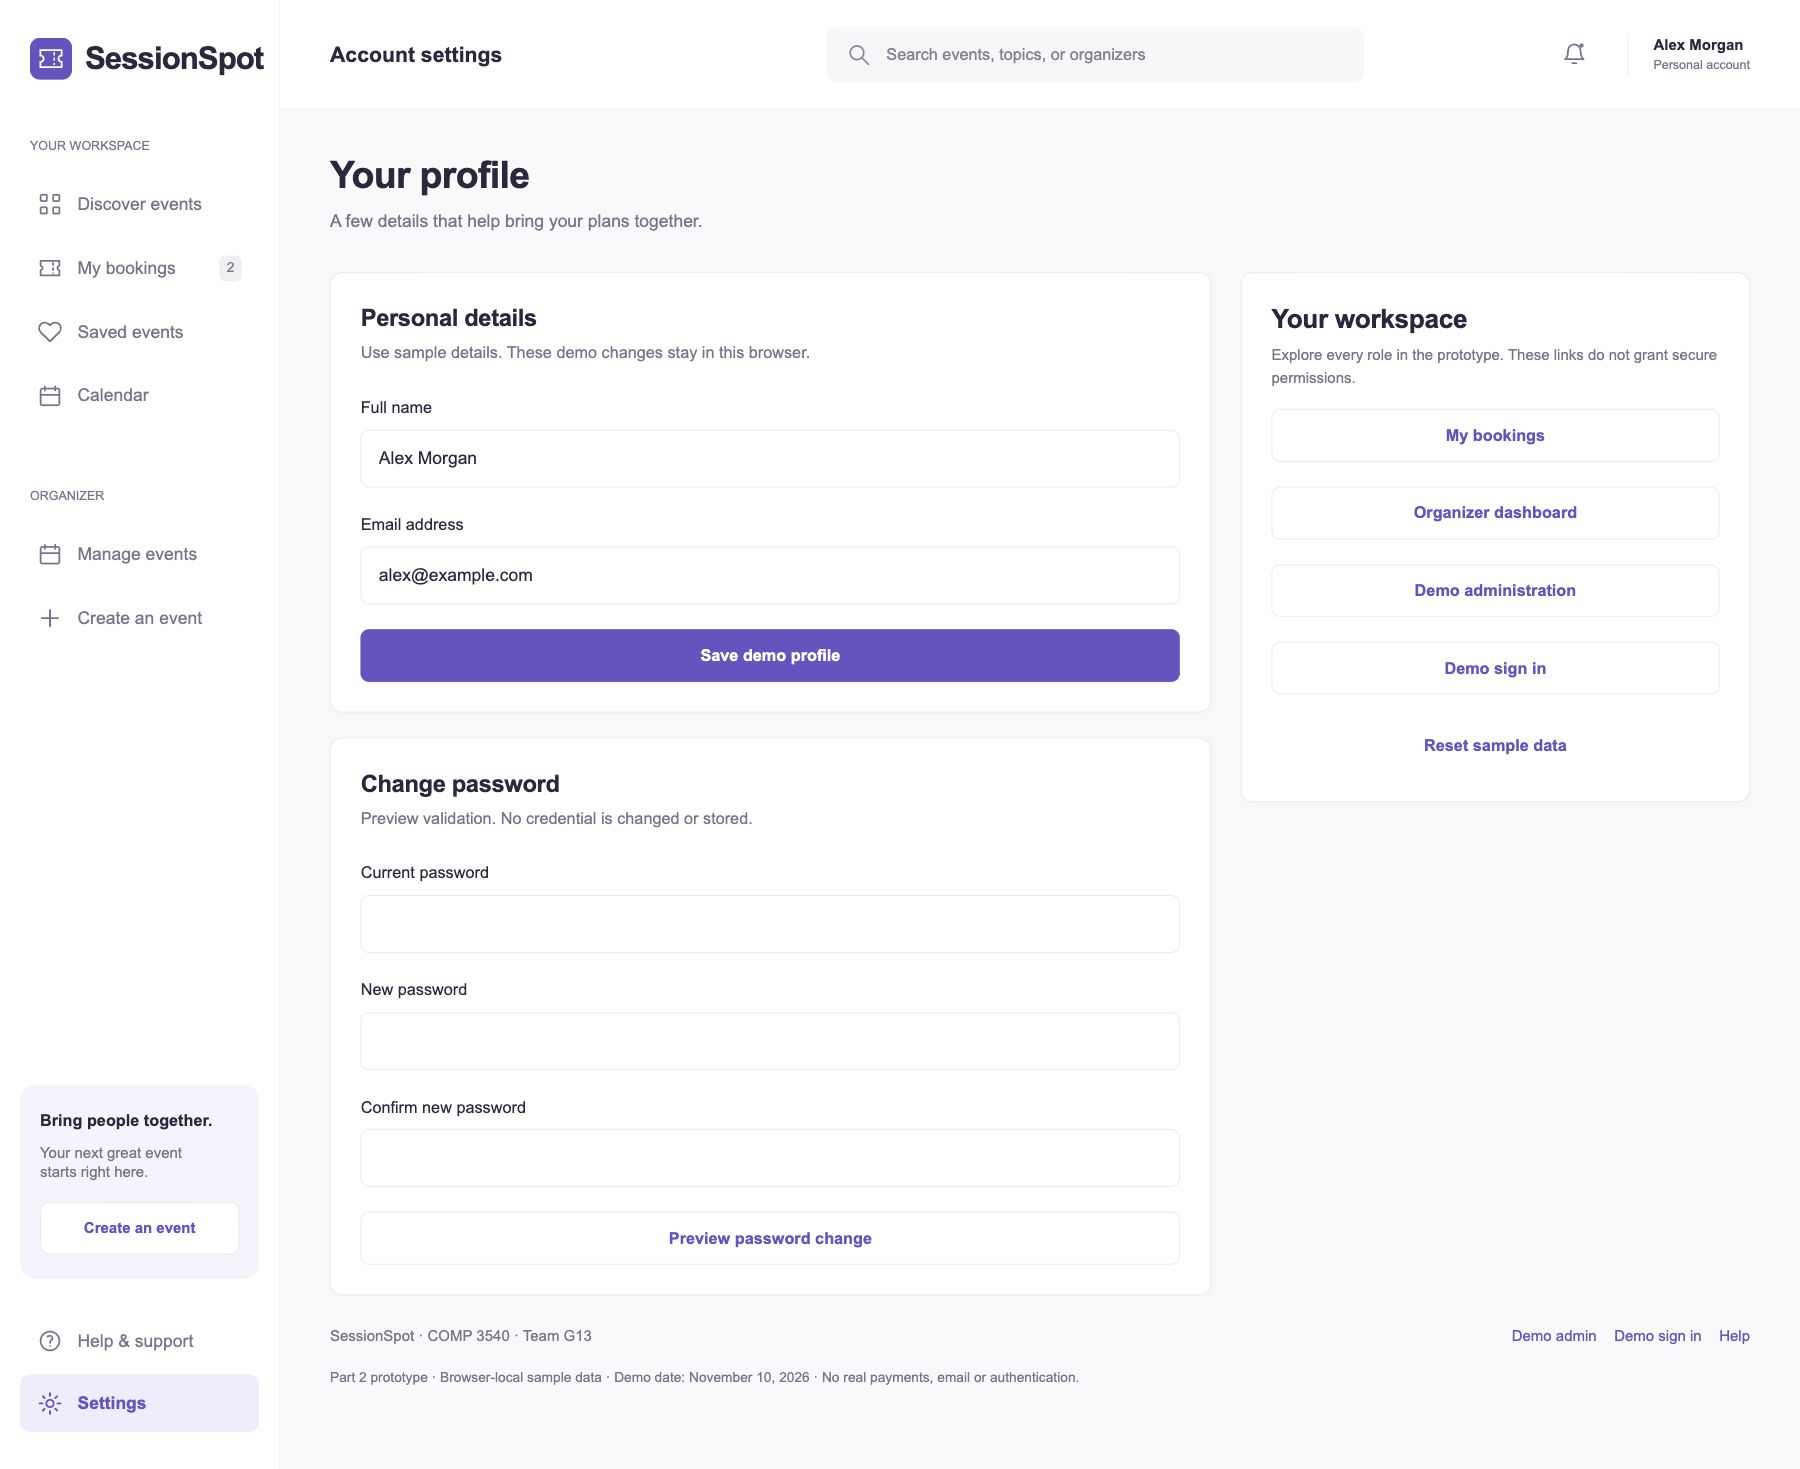 SessionSpot
YOUR WORKSPACE
Discover events
My bookings
2
Saved events
Calendar
ORGANIZER
Manage events
Create an event
Bring people together.
Your next great event
starts right here.
Create an event
Help & support
Settings
Account settings
Search events, topics, or organizers
Alex Morgan
Personal account
Your profile
A few details that help bring your plans together.
Personal details
Use sample details. These demo changes stay in this browser.
Full name
Alex Morgan
Email address
alex@example.com
Save demo profile
Change password
Preview validation. No credential is changed or stored.
Current password
New password
Confirm new password
Preview password change
Your workspace
Explore every role in the prototype. These links do not grant secure
permissions.
My bookings
Organizer dashboard
Demo administration
Demo sign in
Reset sample data
SessionSpot · COMP 3540 · Team G13
Demo admin Demo sign in Help
Part 2 prototype · Browser-local sample data · Demo date: November 10, 2026 · No real payments, email or authentication.